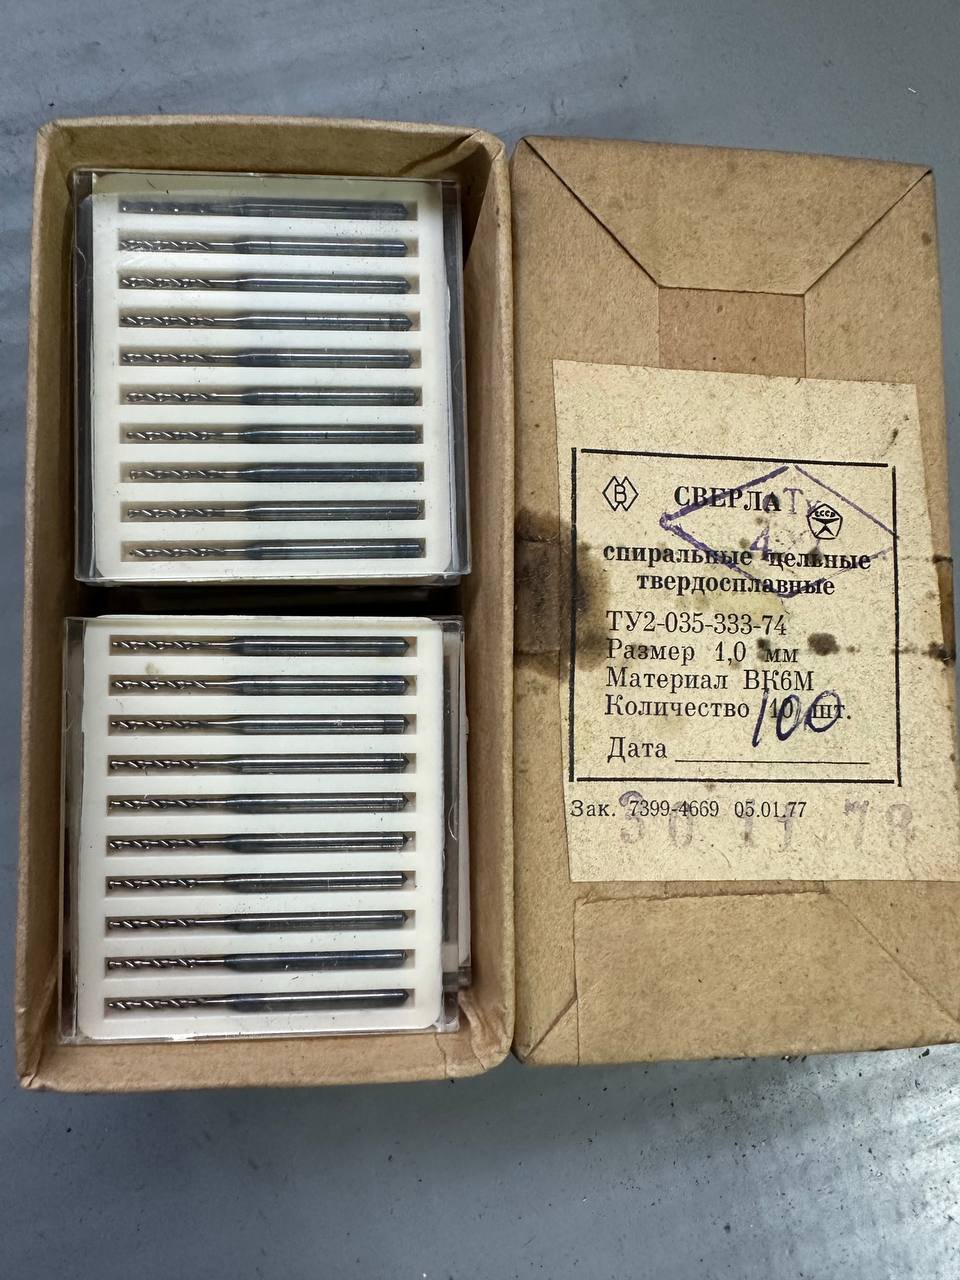 В
СВЕРЛА
СССР
спиральные цельные
твердосплавные
ТУ2-035-333-74
Размер 1,0 мм
Материал ВК6М
Количество 100 шт.
Дата
Зак. 7399-4669 05.01.77